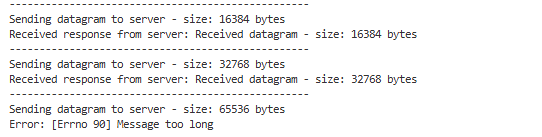 ------------------------------------------------
Sending datagram to server - size: 16384 bytes
Received response from server: Received datagram - size: 16384 bytes
------------------------------------------------
Sending datagram to server - size: 32768 bytes
Received response from server: Received datagram - size: 32768 bytes
------------------------------------------------
Sending datagram to server - size: 65536 bytes
Error: [Errno 90] Message too long